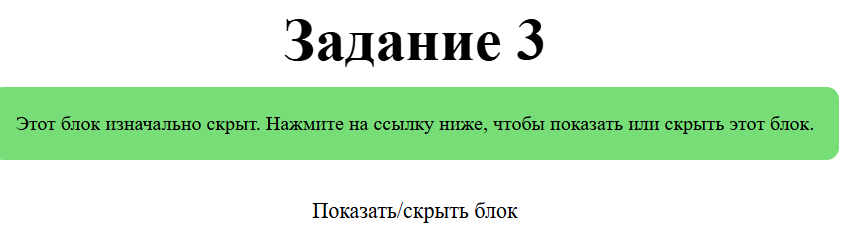 Задание 3
Этот блок изначально скрыт. Нажмите на ссылку ниже, чтобы показать или скрыть этот блок.
Показать/скрыть блок